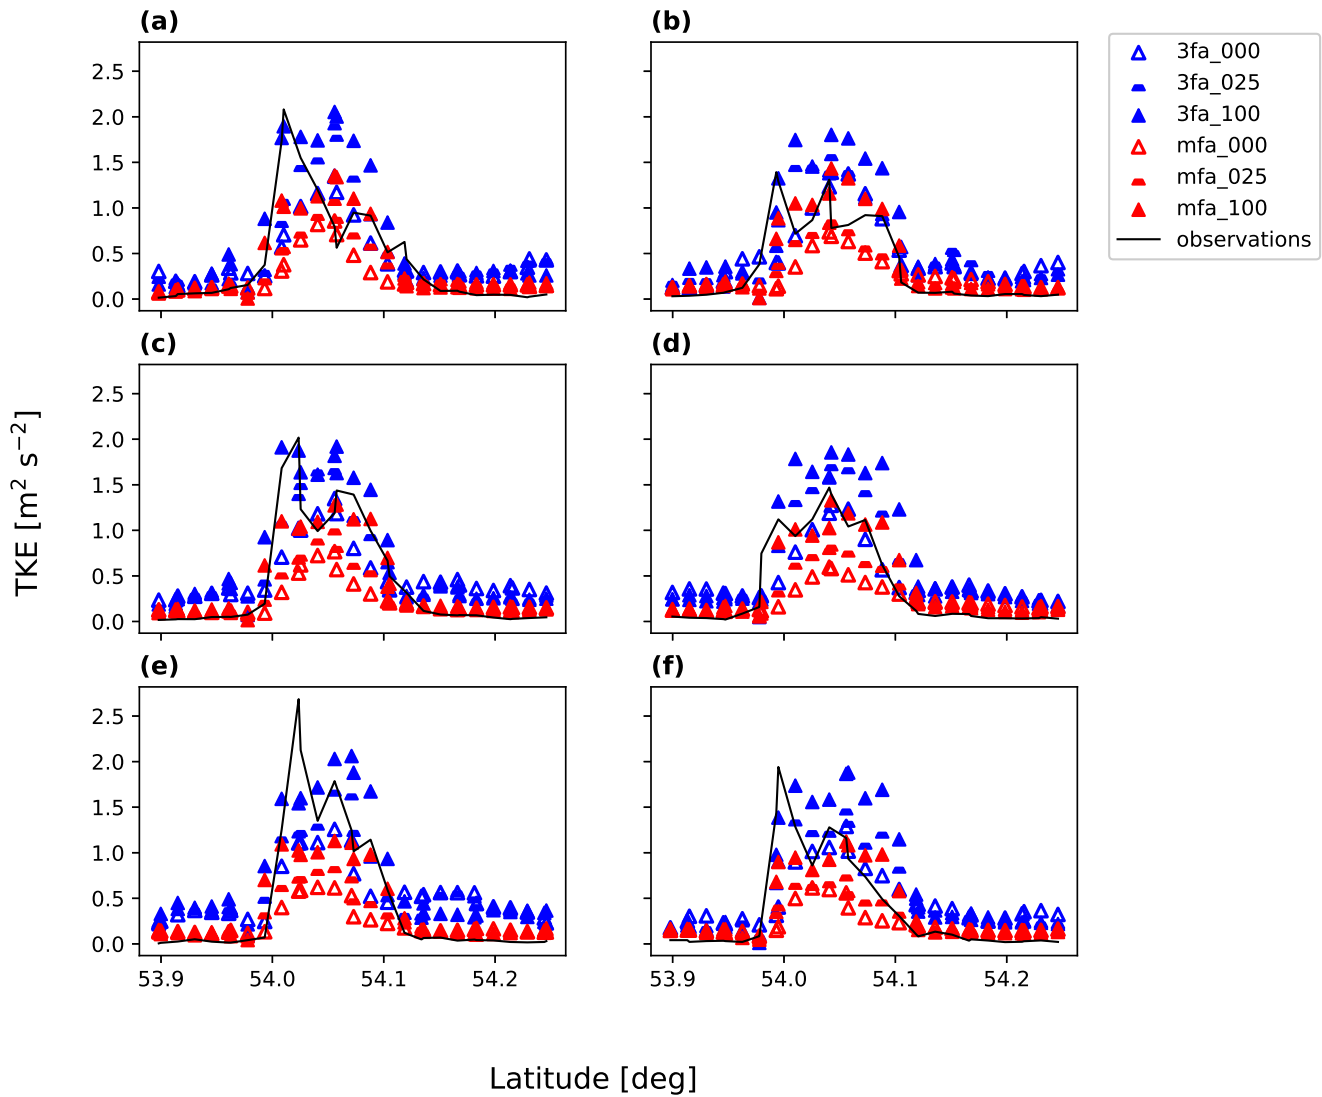 (a)
(b)
2.5
2.0
1.5
1.0
0.5
0.0
3fa_000
3fa_025
3fa_100
mfa_000
mfa_025
mfa_100
observations
(c)
(d)
2.5
2.0
1.5
1.0
0.5
0.0
TKE [m² s⁻²]
(e)
(f)
2.5
2.0
1.5
1.0
0.5
0.0
53.9 54.0 54.1 54.2
53.9 54.0 54.1 54.2
Latitude [deg]